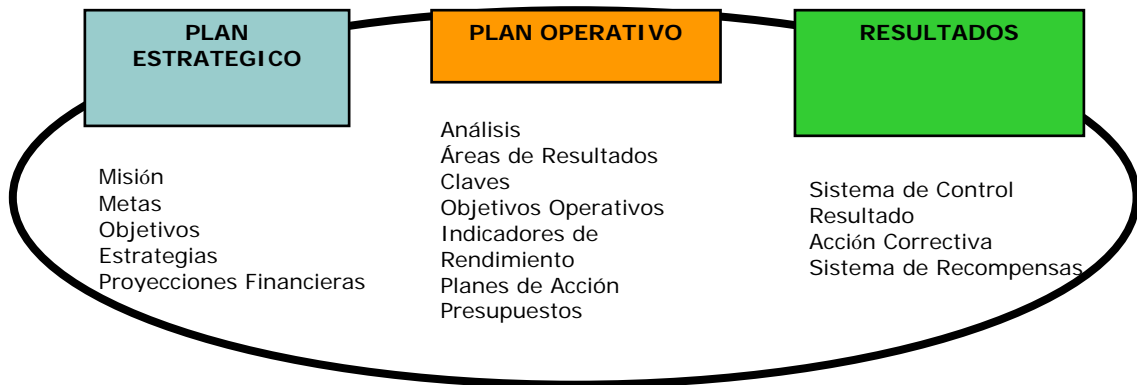 PLAN
ESTRATEGICO
Misión
Metas
Objetivos
Estrategias
Proyecciones Financieras
PLAN OPERATIVO
Análisis
Áreas de Resultados
Claves
Objetivos Operativos
Indicadores de
Rendimiento
Planes de Acción
Presupuestos
RESULTADOS
Sistema de Control
Resultado
Acción Correctiva
Sistema de Recompensas